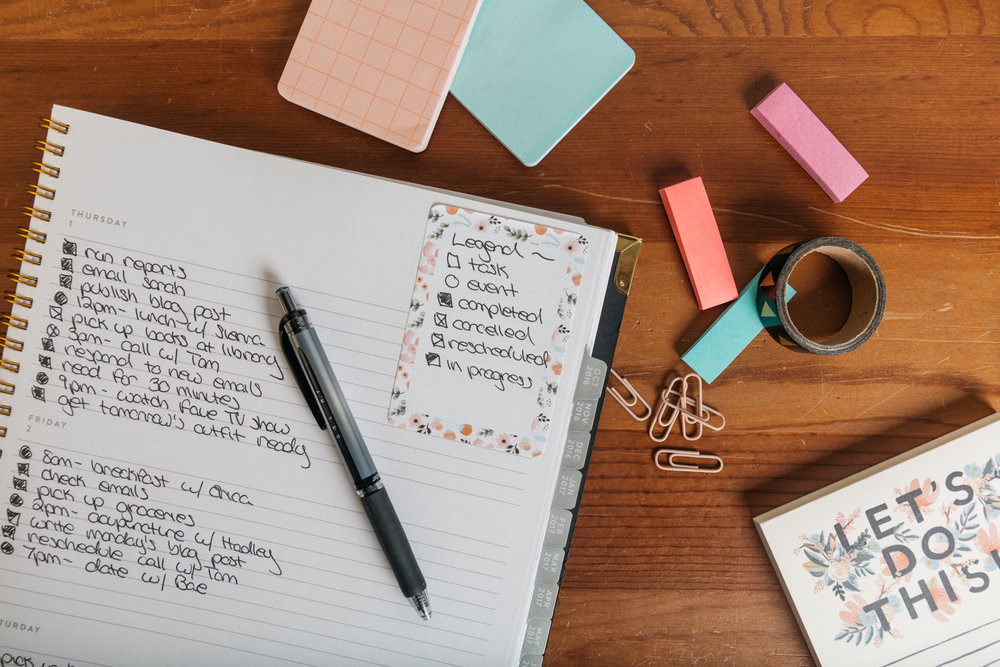 THURSDAY
1
run reports
email sarah
publish blog post
12pm- lunch w/ Sienna
pick up books at library
3pm- call w/ Tom
respond to new emails
read for 30 minutes
9pm- watch fave TV show
get tomorrow's outfit ready
FRIDAY
2
8am- breakfast w/ Erica
check emails
pick up groceries
2pm- acupuncture w/ Hadley
write monday's blog post
reschedule call w/ Tom
7pm- date w/ Bae
TURDAY
pick up
Legend ~
task
event
completed
cancelled
rescheduled
in progress
OCT
2016
NOV
2016
DEC
2016
JAN
2017
FEB
2017
MAR
2017
APR
2017
MAY
2017
LET'S
DO
THIS